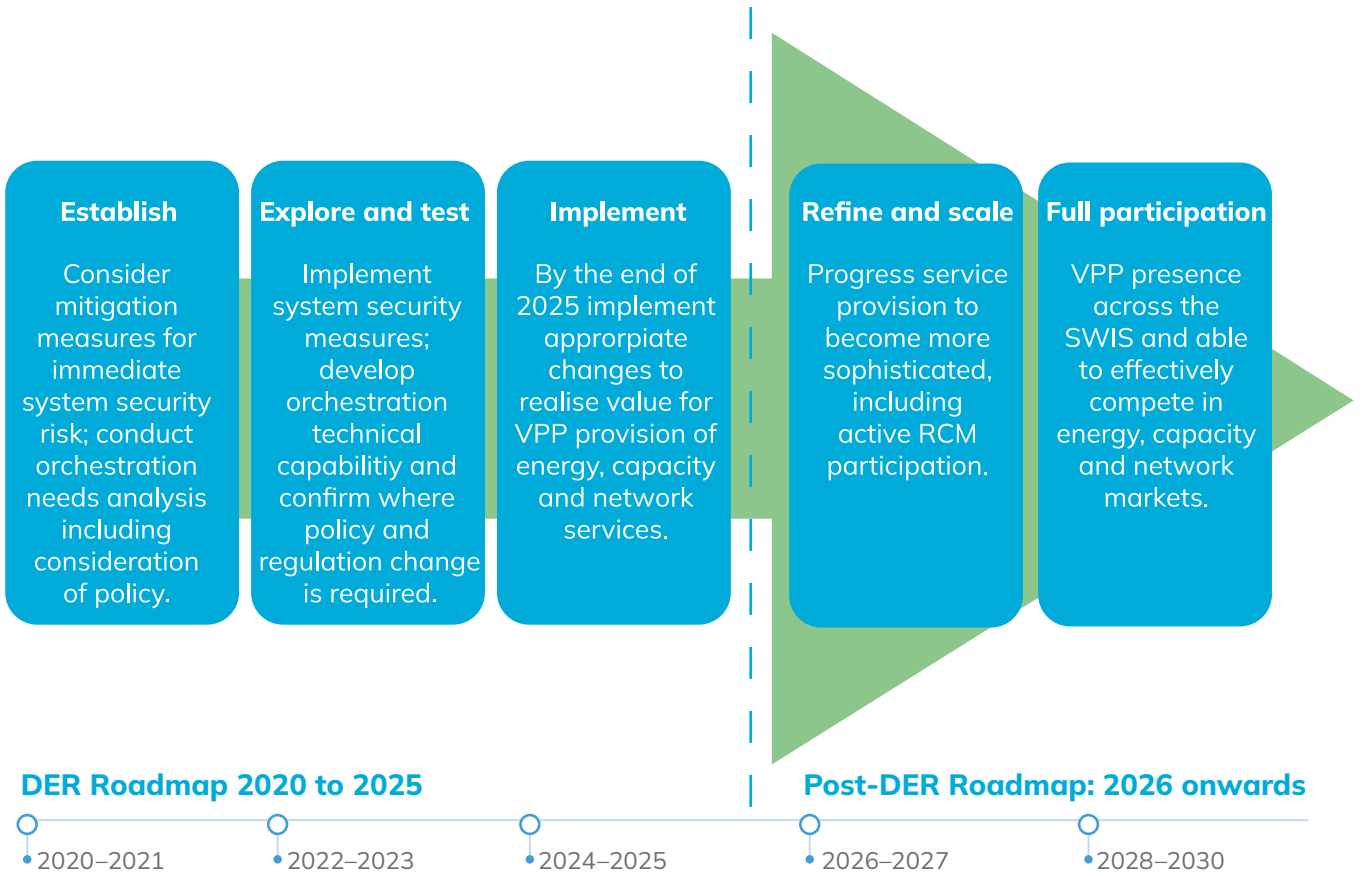 Establish
Consider
mitigation
measures for
immediate
system security
risk; conduct
orchestration
needs analysis
including
consideration
of policy.
Explore and test
Implement
system security
measures;
develop
orchestration
technical
capabilitiy and
confirm where
policy and
regulation change
is required.
Implement
By the end of
2025 implement
approrpiate
changes to
realise value for
VPP provision of
energy, capacity
and network
services.
Refine and scale
Progress service
provision to
become more
sophisticated,
including
active RCM
participation.
Full participation
VPP presence
across the
SWIS and able
to effectively
compete in
energy, capacity
and network
markets.
DER Roadmap 2020 to 2025
Post-DER Roadmap: 2026 onwards
2020–2021
2022–2023
2024–2025
2026–2027
2028–2030